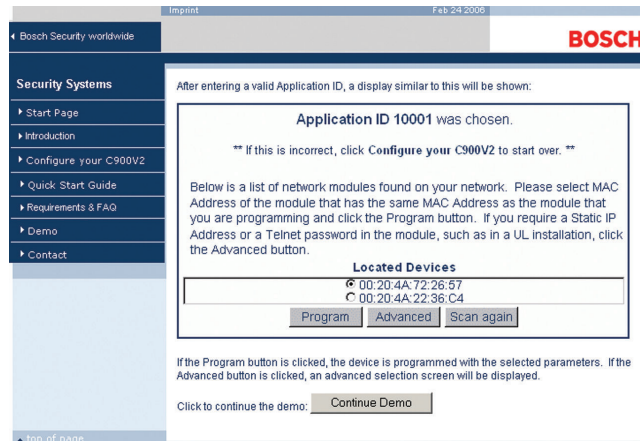 Imprint
Feb 24 2006
Bosch Security worldwide
BOSCH
Security Systems
Start Page
Introduction
Configure your C900V2
Quick Start Guide
Requirements & FAQ
Demo
Contact
After entering a valid Application ID, a display similar to this will be shown:
Application ID 10001 was chosen.
** If this is incorrect, click Configure your C900V2 to start over. **
Below is a list of network modules found on your network. Please select MAC
Address of the module that has the same MAC Address as the module that
you are programming and click the Program button. If you require a Static IP
Address or a Telnet password in the module, such as in a UL installation, click
the Advanced button.
Located Devices
00:20:4A:72:26:57
00:20:4A:22:36:C4
Program Advanced Scan again
If the Program button is clicked, the device is programmed with the selected parameters. If the
Advanced button is clicked, an advanced selection screen will be displayed.
Click to continue the demo: Continue Demo
top of page